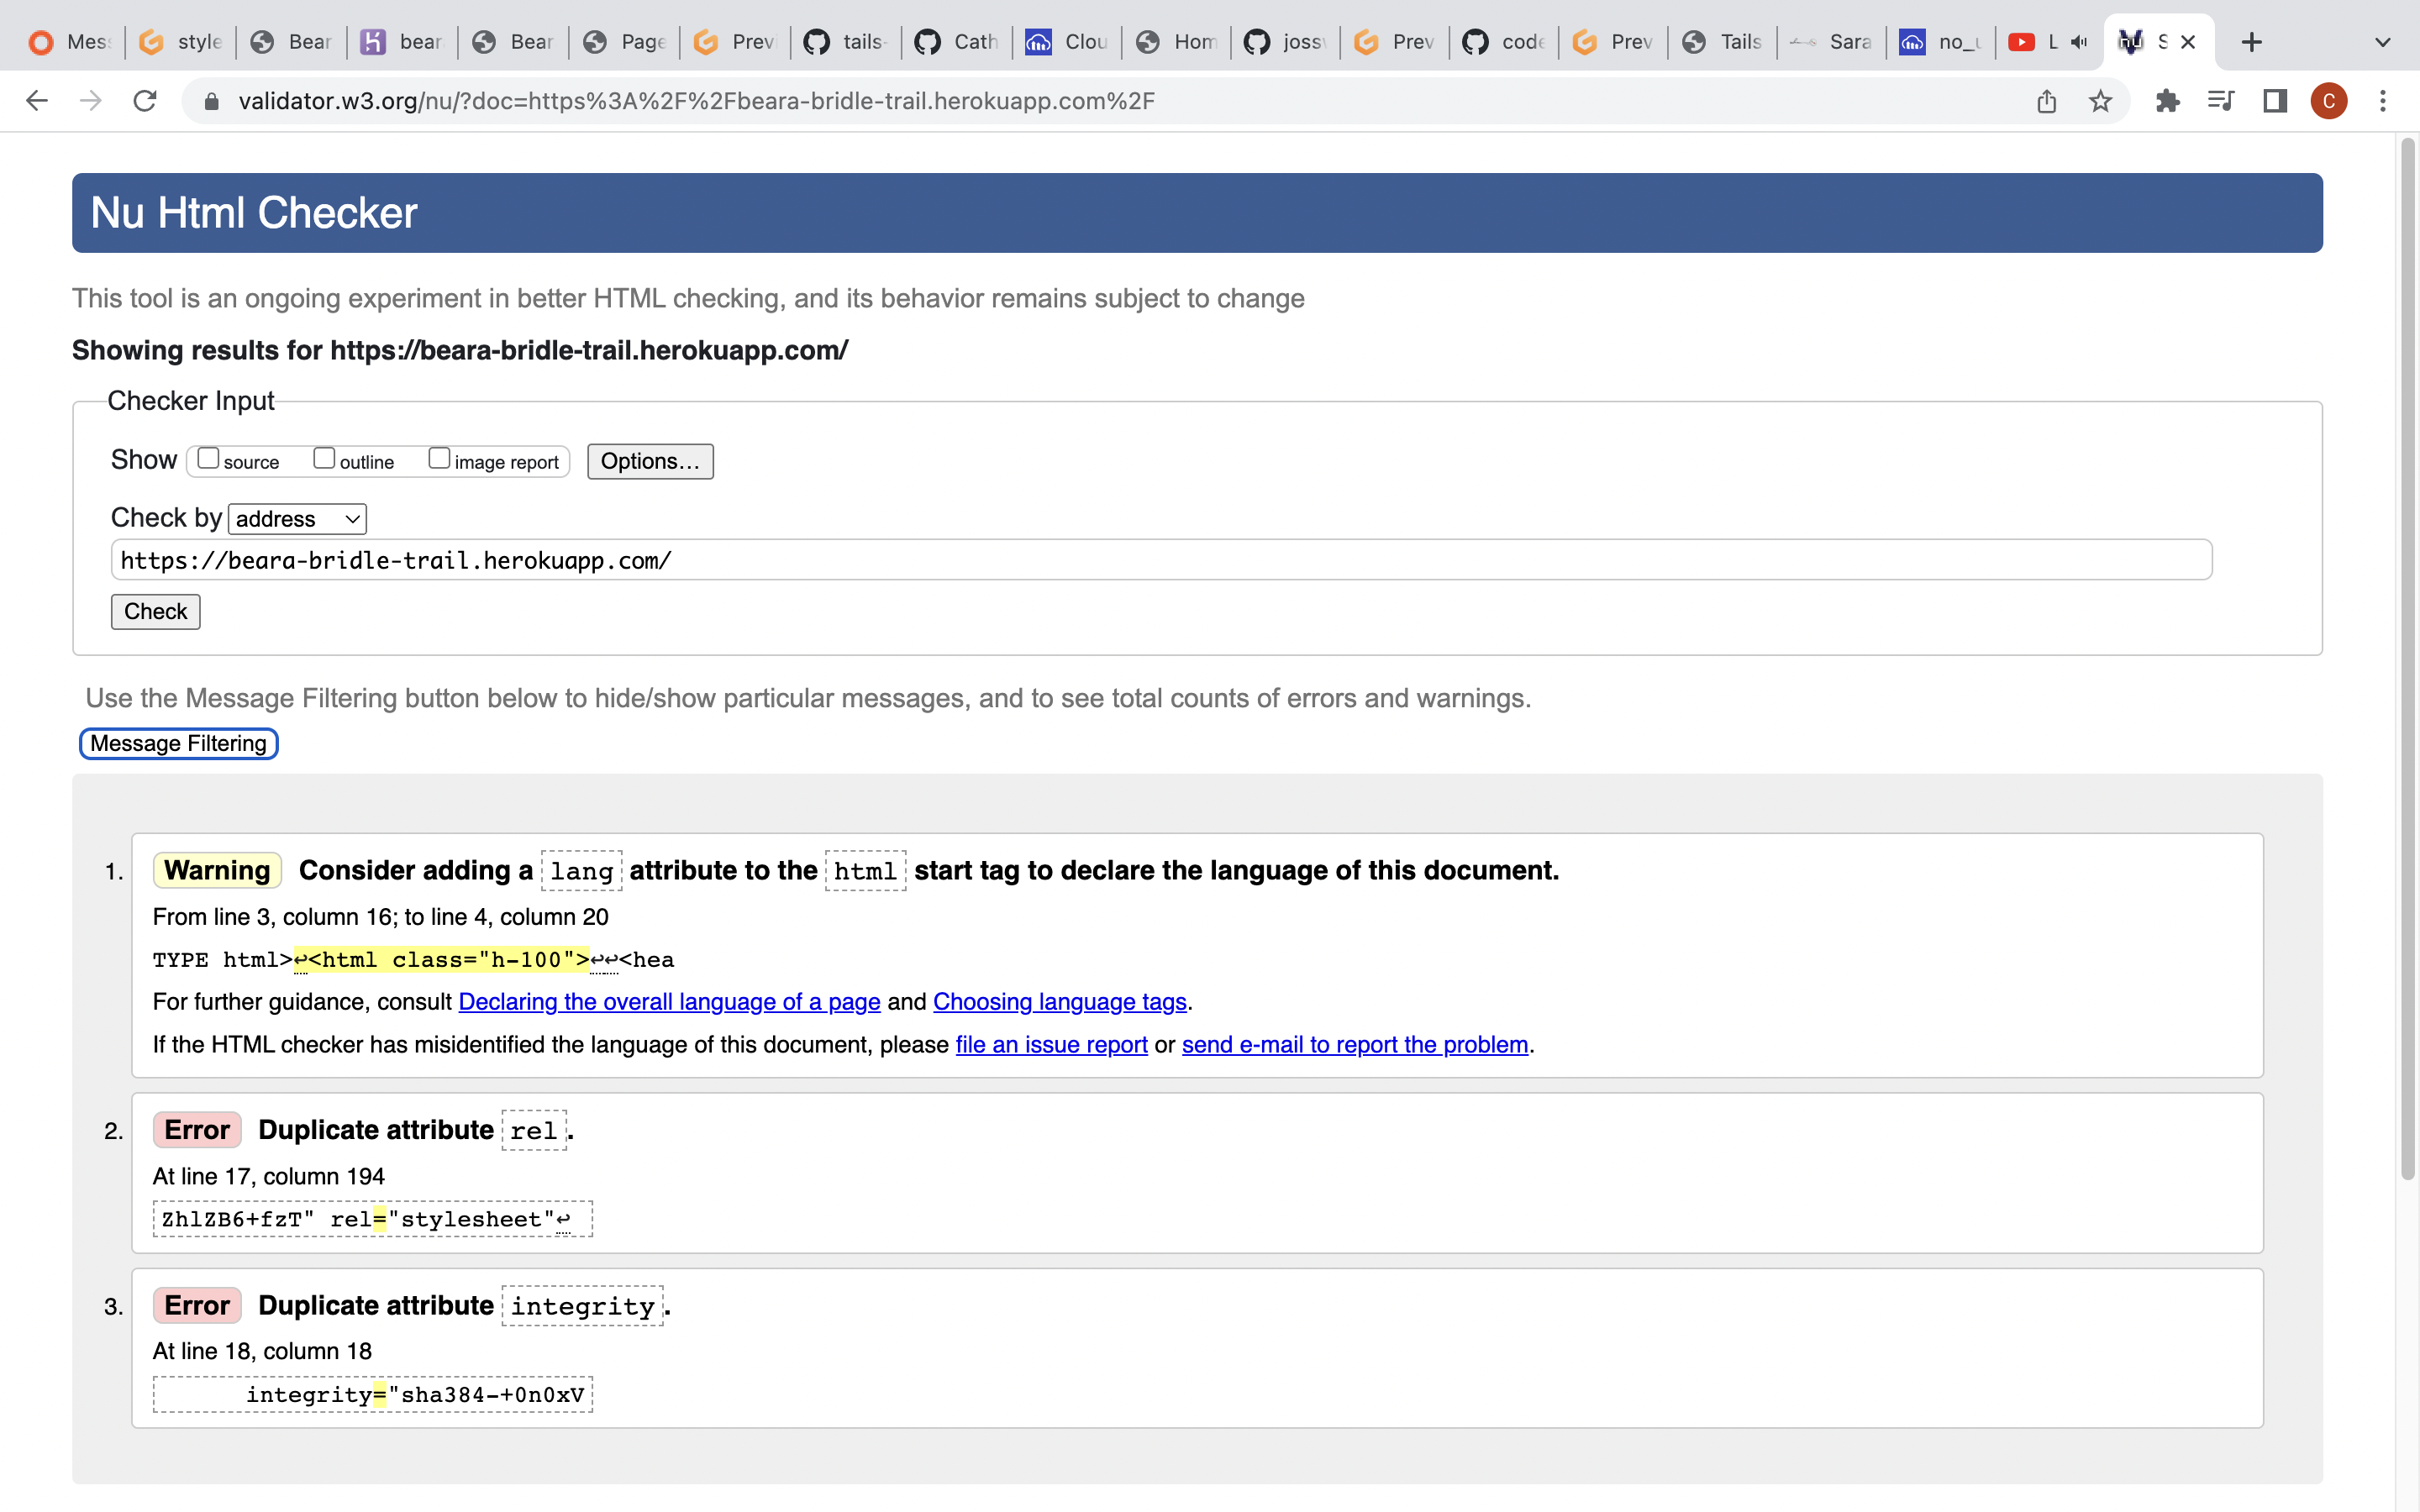 Mes
style
Bear
bear
Bear
Page
Previ
tails-
Cath
Clou
Hom
joss
Prev
code
Prev
Tails
Sara
no_u
L
S
validator.w3.org/nu/?doc=https%3A%2F%2Fbeara-bridle-trail.herokuapp.com%2F
C
Nu Html Checker
This tool is an ongoing experiment in better HTML checking, and its behavior remains subject to change
Showing results for https://beara-bridle-trail.herokuapp.com/
Checker Input
Show source outline image report Options...
Check by address
https://beara-bridle-trail.herokuapp.com/
Check
Use the Message Filtering button below to hide/show particular messages, and to see total counts of errors and warnings.
Message Filtering
1. Warning Consider adding a lang attribute to the html start tag to declare the language of this document.
From line 3, column 16; to line 4, column 20
TYPE html>↩<html class="h-100">↩↩<hea
For further guidance, consult Declaring the overall language of a page and Choosing language tags.
If the HTML checker has misidentified the language of this document, please file an issue report or send e-mail to report the problem.
2. Error Duplicate attribute rel.
At line 17, column 194
ZhlZB6+fzT" rel="stylesheet"↩
3. Error Duplicate attribute integrity.
At line 18, column 18
integrity="sha384-+0n0xV